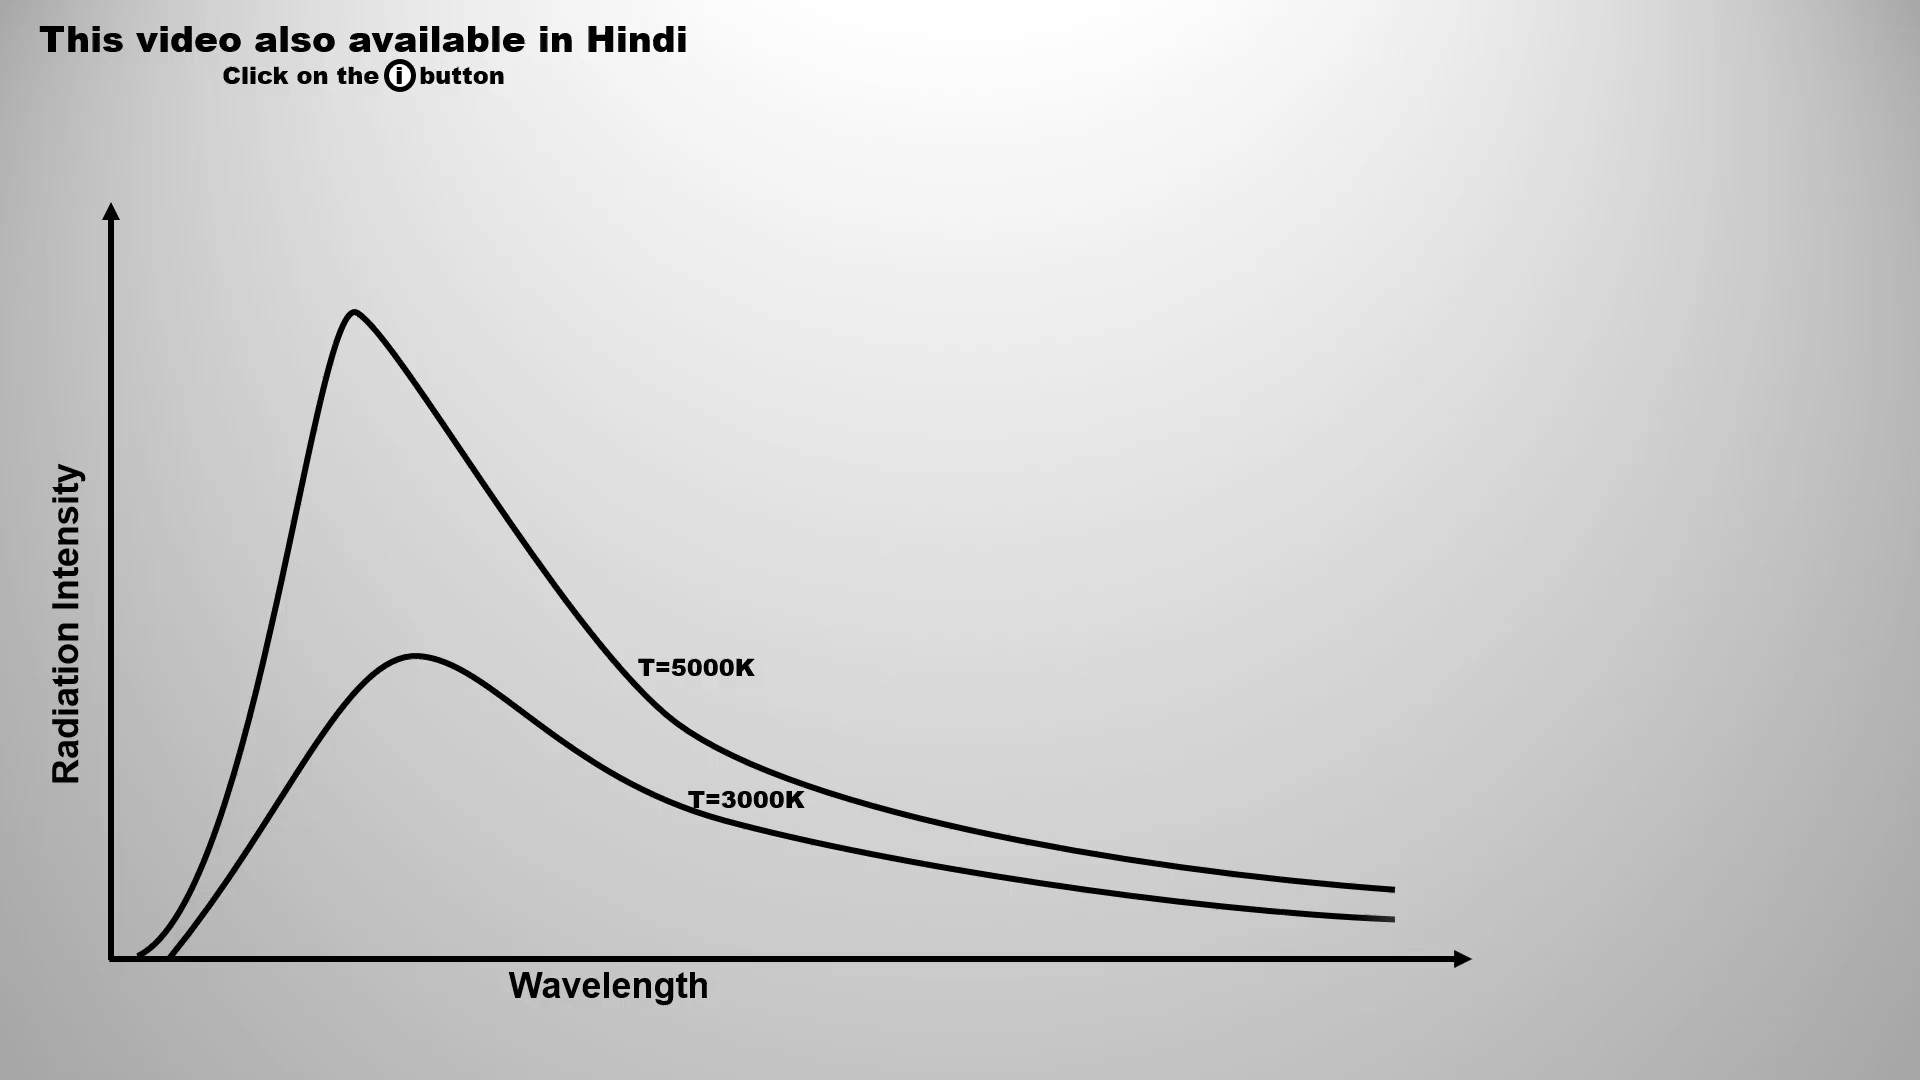 This video also available in Hindi
Click on the i button
Radiation Intensity
T=5000K
T=3000K
Wavelength